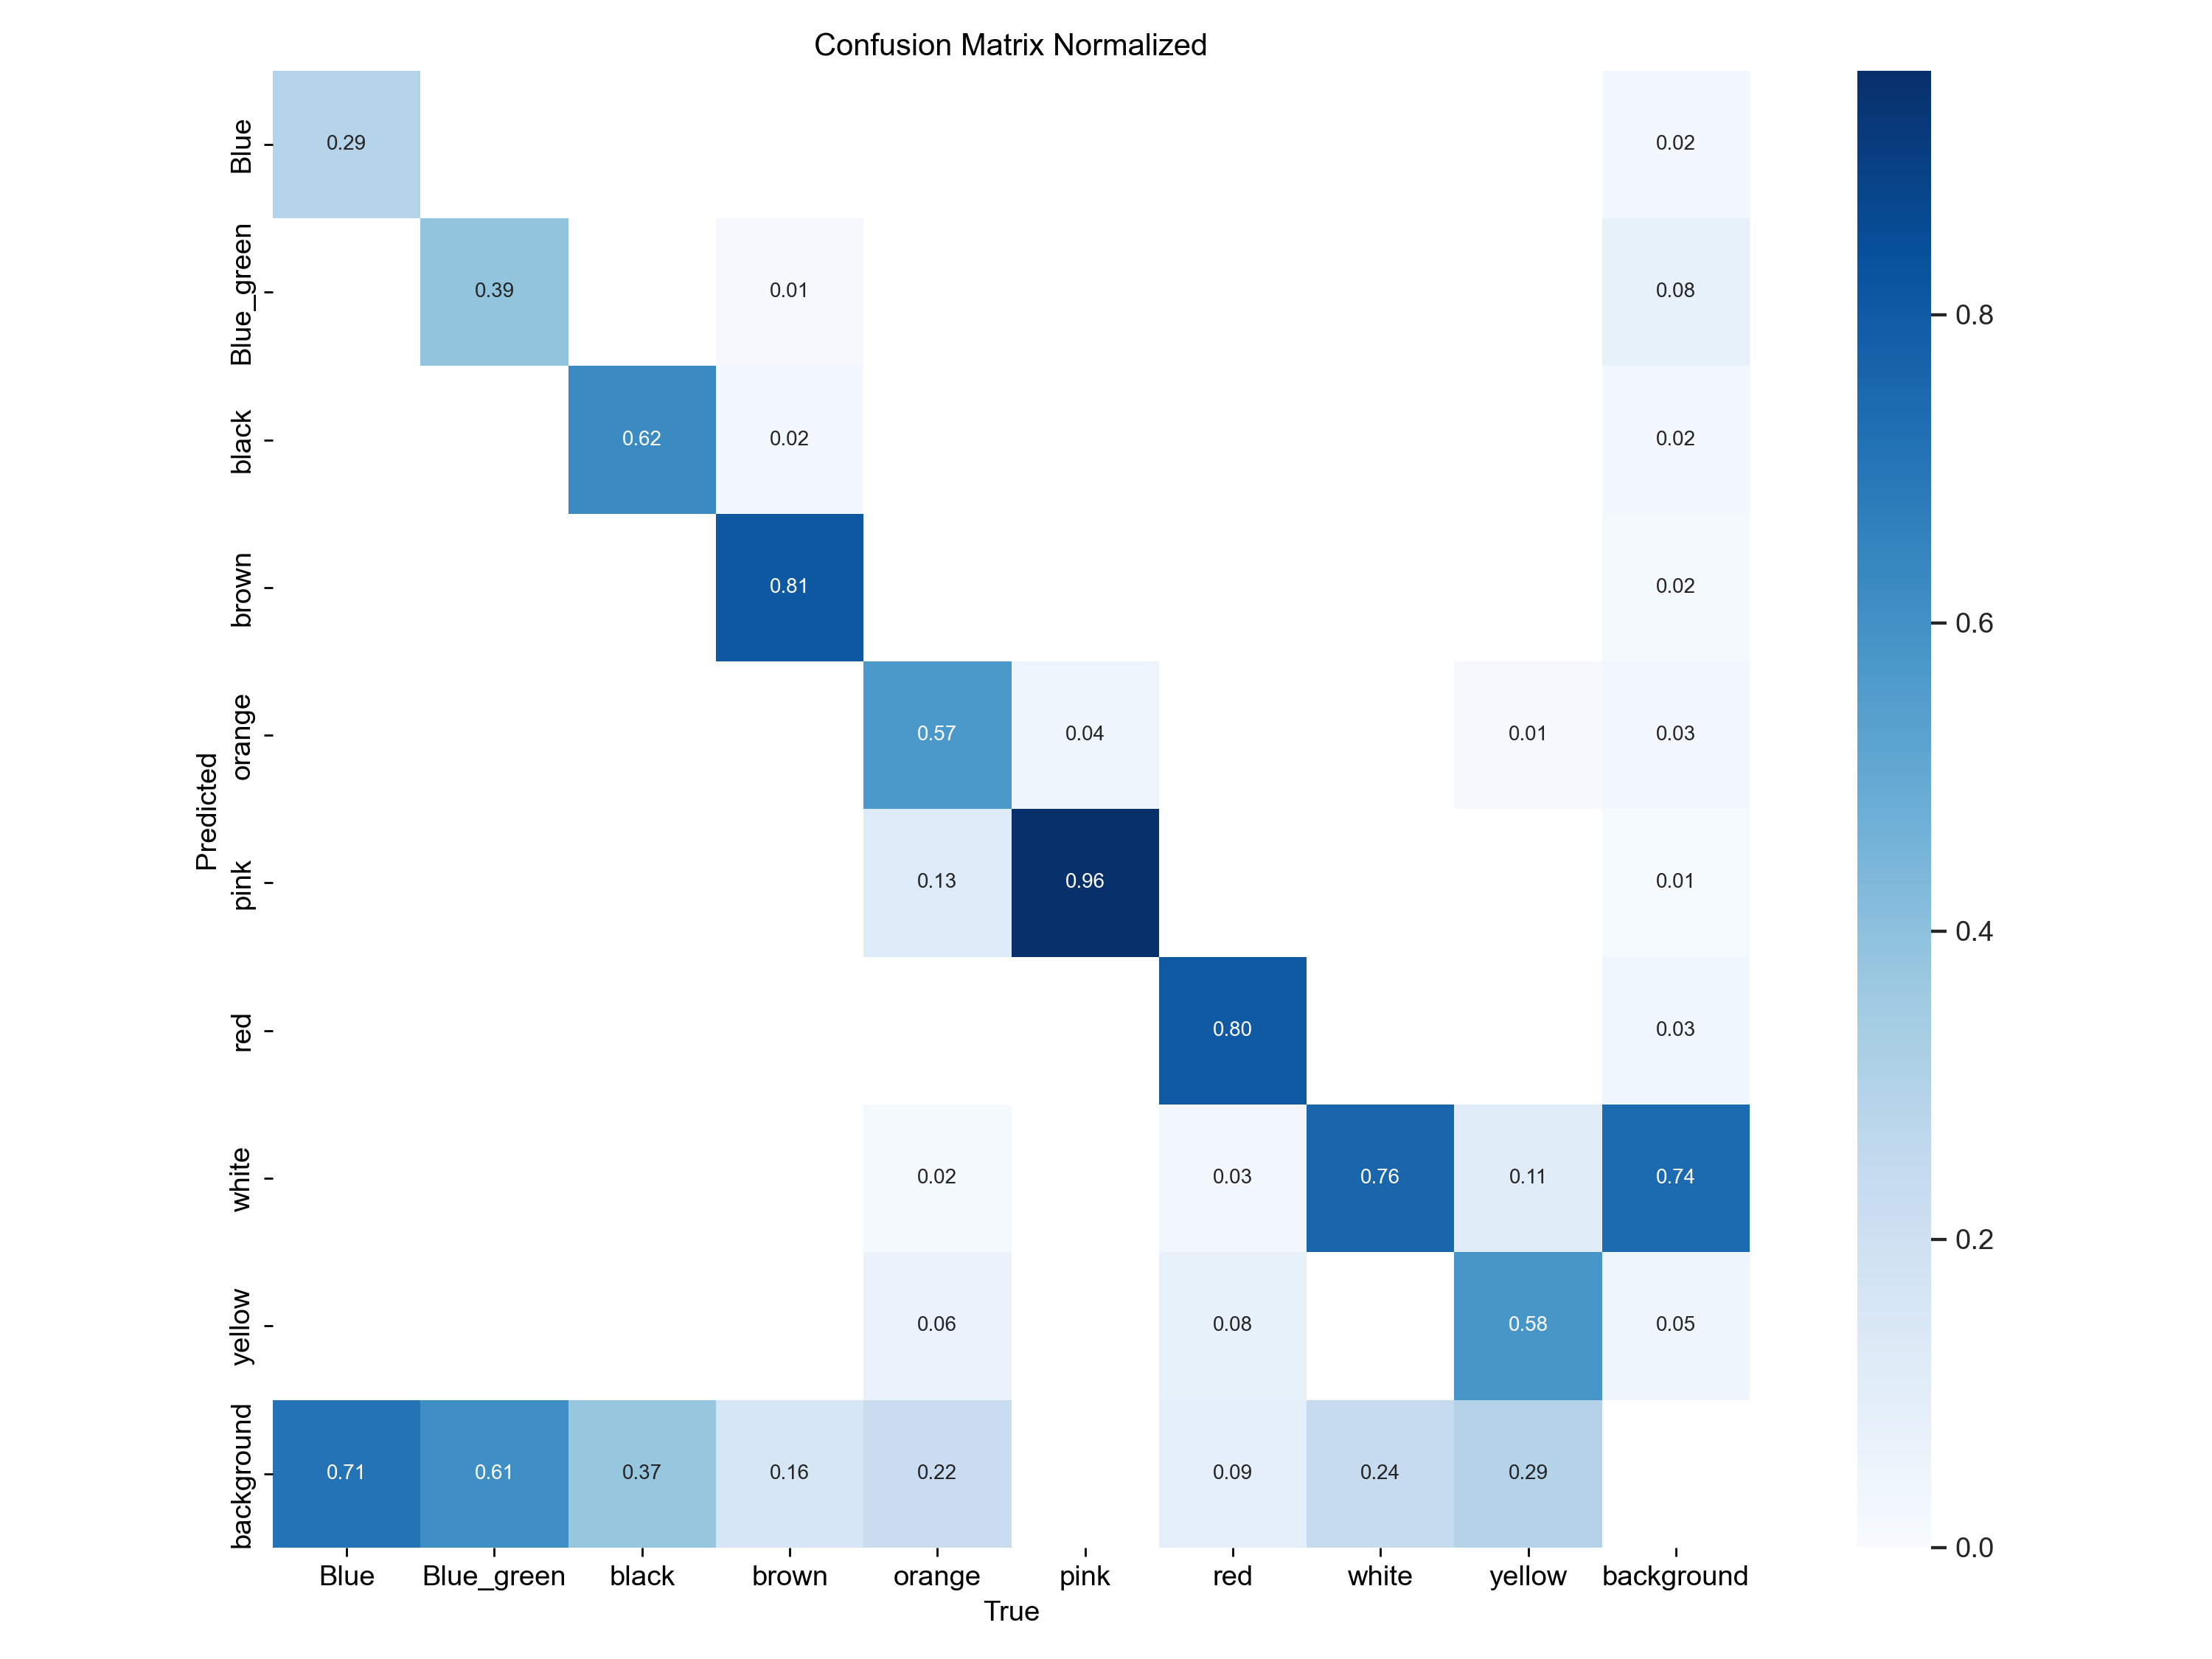 Confusion Matrix Normalized
Blue
0.29
0.02
Blue_green
0.39
0.01
0.08
0.8
black
0.62
0.02
0.02
brown
0.81
0.02
0.6
Predicted
orange
0.57
0.04
0.01
0.03
pink
0.13
0.96
0.01
0.4
red
0.80
0.03
white
0.02
0.03
0.76
0.11
0.74
0.2
yellow
0.06
0.08
0.58
0.05
background
0.71
0.61
0.37
0.16
0.22
0.09
0.24
0.29
0.0
Blue
Blue_green
black
brown
orange
pink
red
white
yellow
background
True